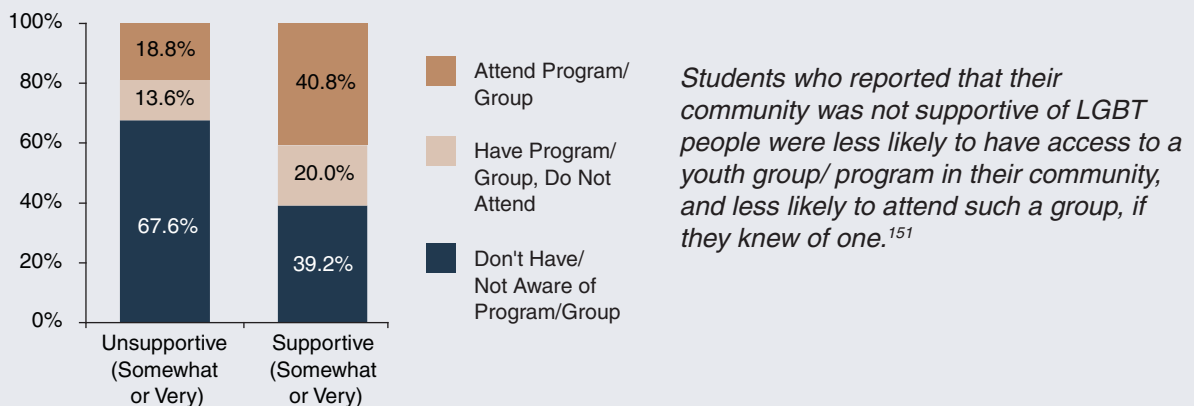 100%
80%
60%
40%
20%
0%
18.8%
13.6%
67.6%
40.8%
20.0%
39.2%
Unsupportive
(Somewhat
or Very)
Supportive
(Somewhat
or Very)
Attend Program/
Group
Have Program/
Group, Do Not
Attend
Don't Have/
Not Aware of
Program/Group
Students who reported that their
community was not supportive of LGBT
people were less likely to have access to a
youth group/ program in their community,
and less likely to attend such a group, if
they knew of one.151